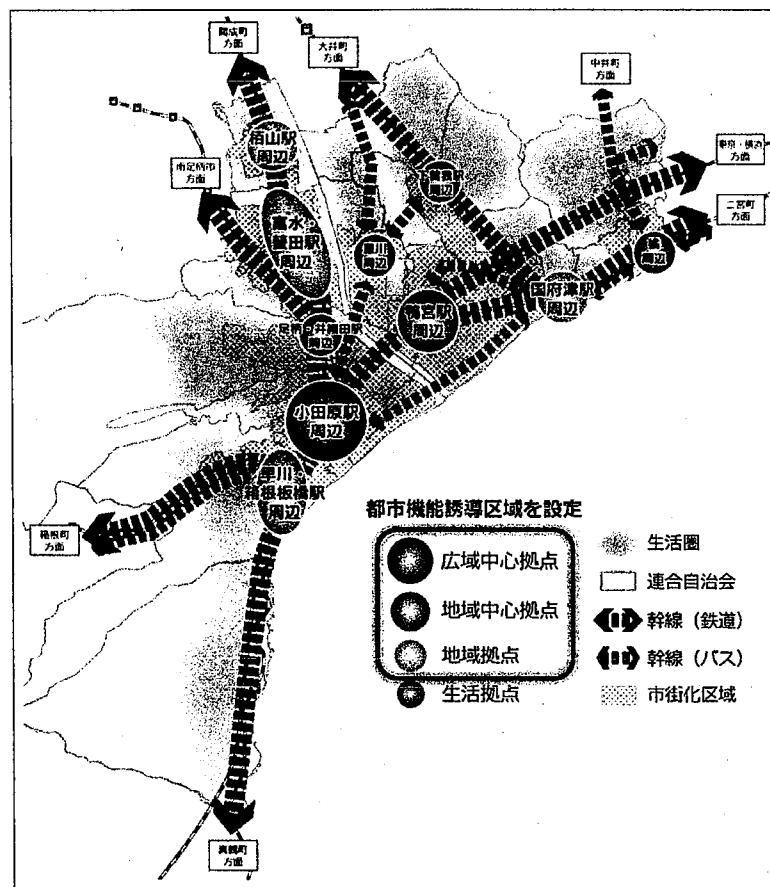 開成町
方面
大井町
方面
中井町
方面
東京・横浜
方面
二宮町
方面
南足柄市
方面
栢山駅
周辺
富水
螢田駅
周辺
周辺
周辺
国府津駅
周辺
周辺
鴨宮駅
周辺
足柄・井細田駅
周辺
小田原駅
周辺
早川・
箱根板橋駅
周辺
箱根町
方面
真鶴町
方面
都市機能誘導区域を設定
広域中心拠点
地域中心拠点
地域拠点
生活拠点
生活圏
連合自治会
幹線（鉄道）
幹線（バス）
市街化区域